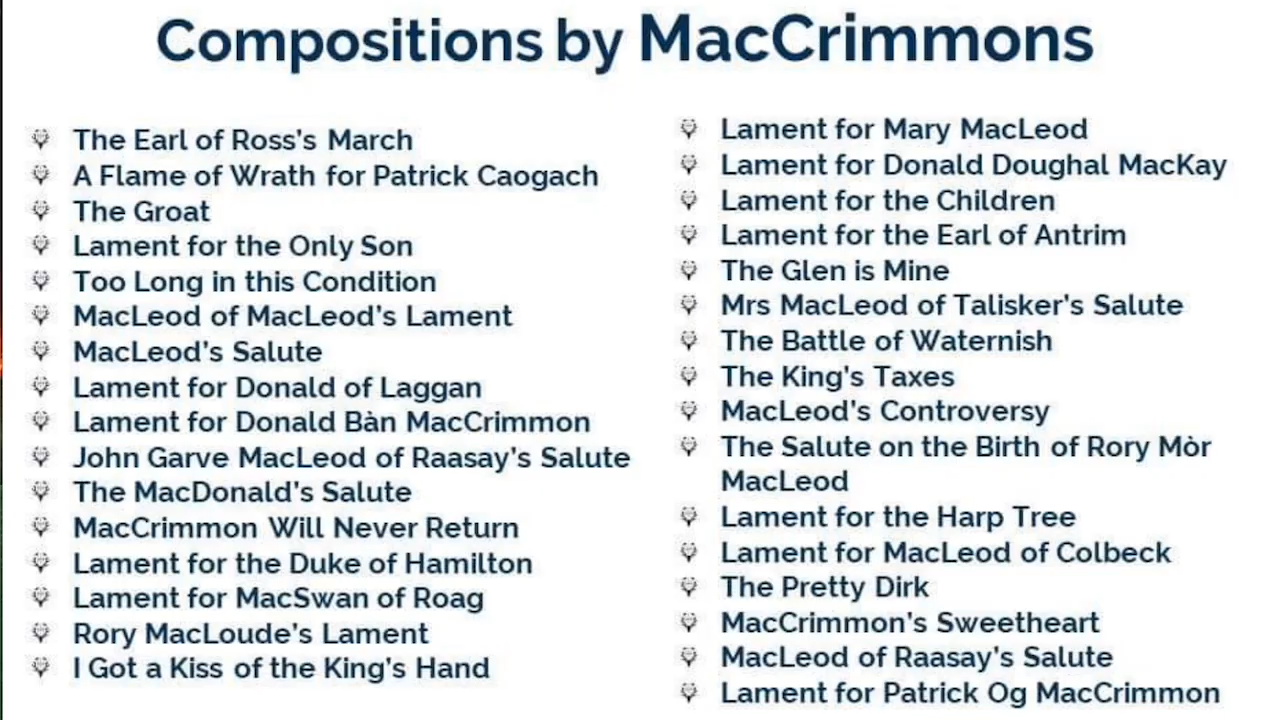 Compositions by MacCrimmons
The Earl of Ross's March
A Flame of Wrath for Patrick Caogach
The Groat
Lament for the Only Son
Too Long in this Condition
MacLeod of MacLeod's Lament
MacLeod's Salute
Lament for Donald of Laggan
Lament for Donald Bàn MacCrimmon
John Garve MacLeod of Raasay's Salute
The MacDonald's Salute
MacCrimmon Will Never Return
Lament for the Duke of Hamilton
Lament for MacSwan of Roag
Rory MacLoude's Lament
I Got a Kiss of the King's Hand
Lament for Mary MacLeod
Lament for Donald Doughal MacKay
Lament for the Children
Lament for the Earl of Antrim
The Glen is Mine
Mrs MacLeod of Talisker's Salute
The Battle of Waternish
The King's Taxes
MacLeod's Controversy
The Salute on the Birth of Rory Mòr
MacLeod
Lament for the Harp Tree
Lament for MacLeod of Colbeck
The Pretty Dirk
MacCrimmon's Sweetheart
MacLeod of Raasay's Salute
Lament for Patrick Og MacCrimmon